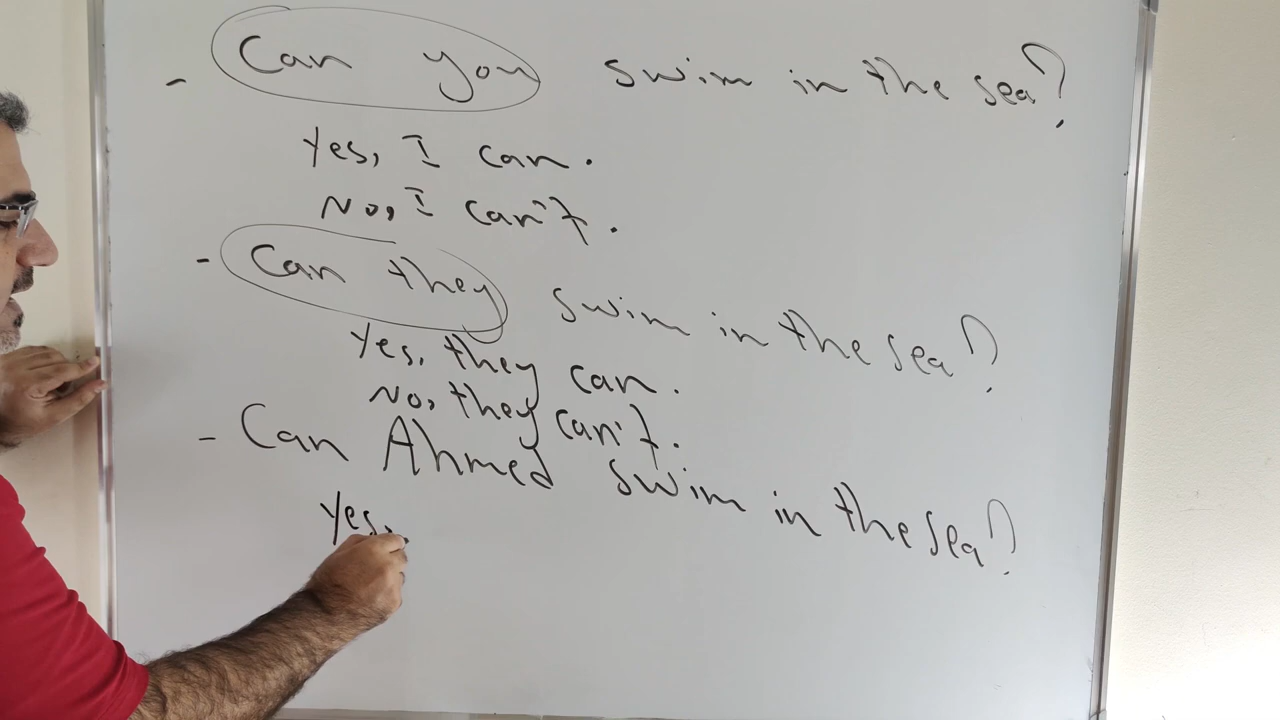 - Can you swim in the sea?
Yes, I can.
No, I can't.
- Can they swim in the sea?
Yes, they can.
No, they can't.
- Can Ahmed swim in the sea?
Yes,